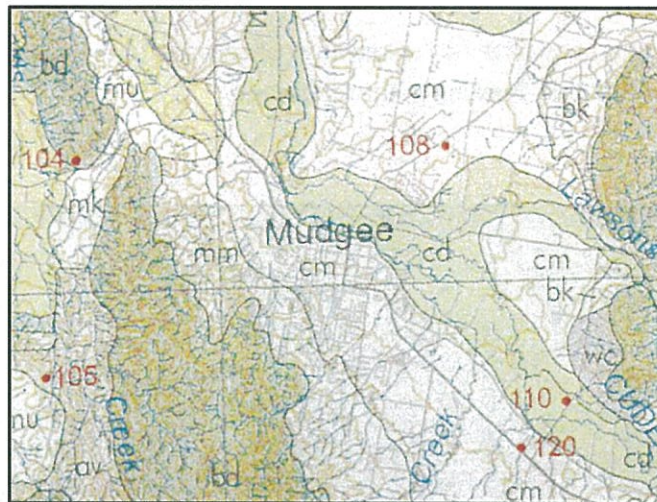 bd
mu
cd
cm
bk
108
104
mk
Lawsons
mm
Mudgee
cd
cm
cm
bk
wc
105
110
nu
Creek
Creek
120
av
bd
cm
cd